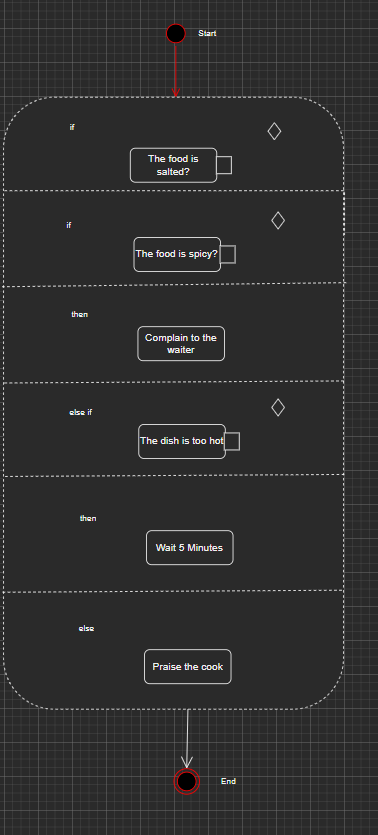 Start
if
The food is
salted?
if
The food is spicy?
then
Complain to the
waiter
else if
The dish is too hot
then
Wait 5 Minutes
else
Praise the cook
End